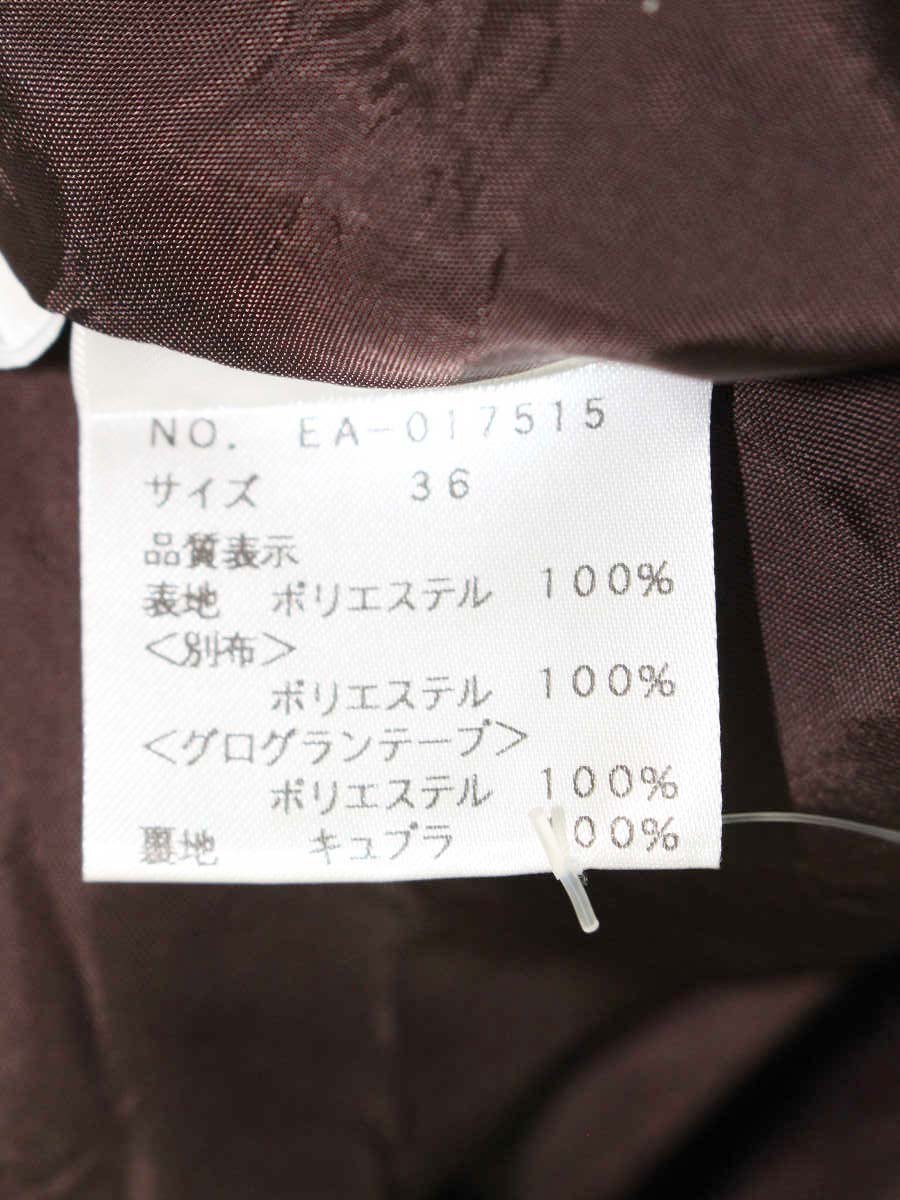 NO. EA-017515
サイズ 36
品質表示
表地 ポリエステル 100%
<別布>
ポリエステル 100%
<グログランテープ>
ポリエステル 100%
裏地 キュプラ 00%